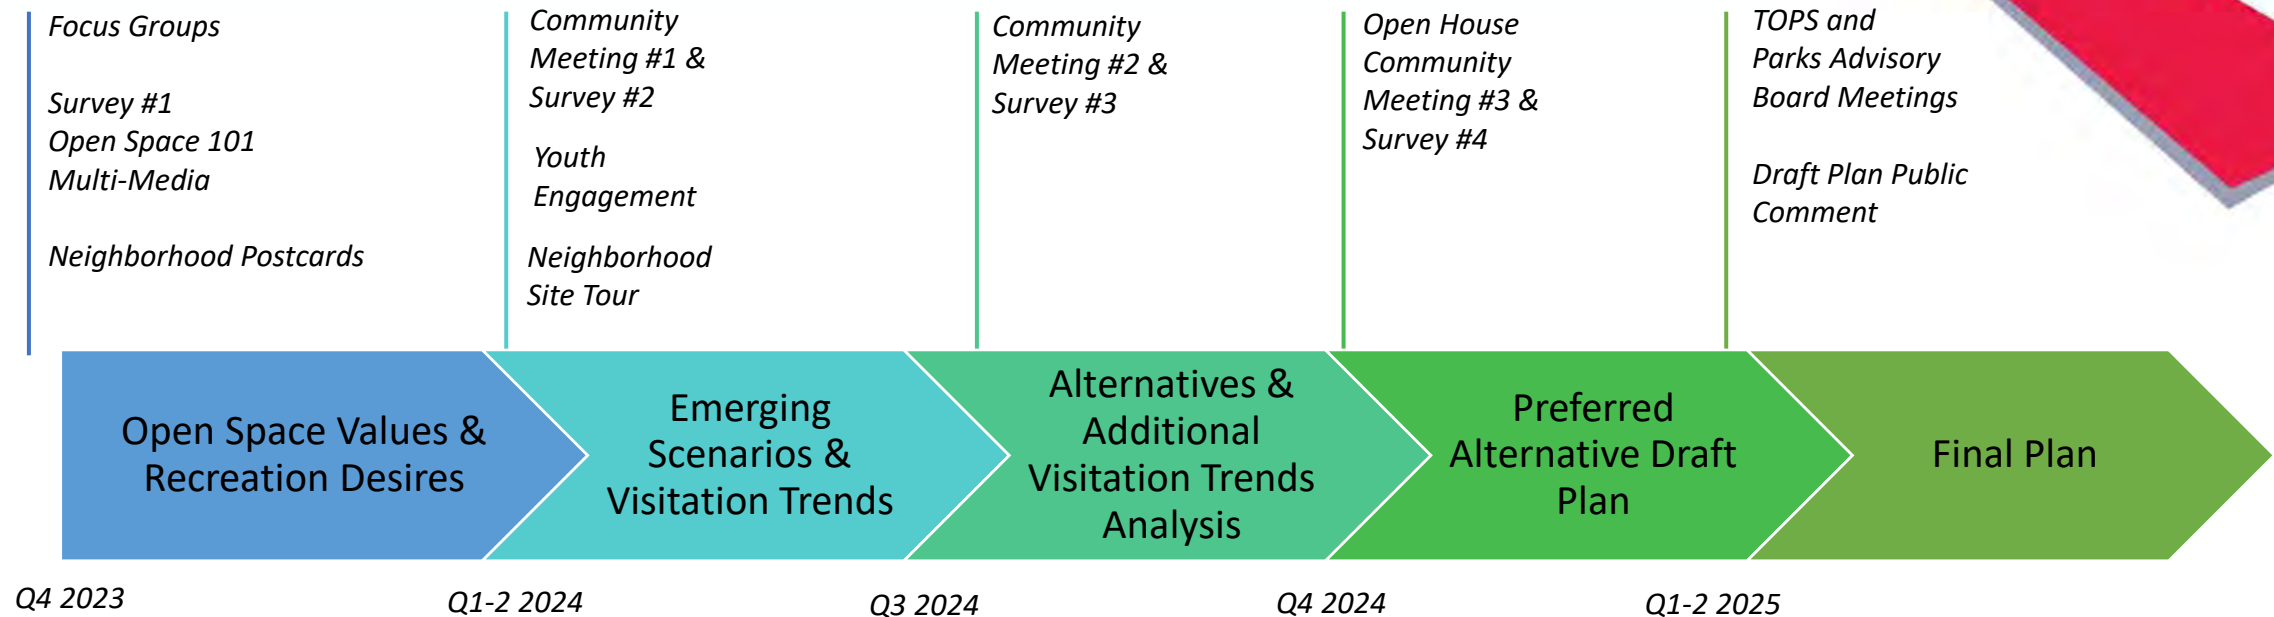 Focus Groups
Survey #1
Open Space 101
Multi-Media
Neighborhood Postcards
Community
Meeting #1 &
Survey #2
Youth
Engagement
Neighborhood
Site Tour
Community
Meeting #2 &
Survey #3
Open House
Community
Meeting #3 &
Survey #4
TOPS and
Parks Advisory
Board Meetings
Draft Plan Public
Comment
Open Space Values &
Recreation Desires
Emerging
Scenarios &
Visitation Trends
Alternatives &
Additional
Visitation Trends
Analysis
Preferred
Alternative Draft
Plan
Final Plan
Q4 2023
Q1-2 2024
Q3 2024
Q4 2024
Q1-2 2025